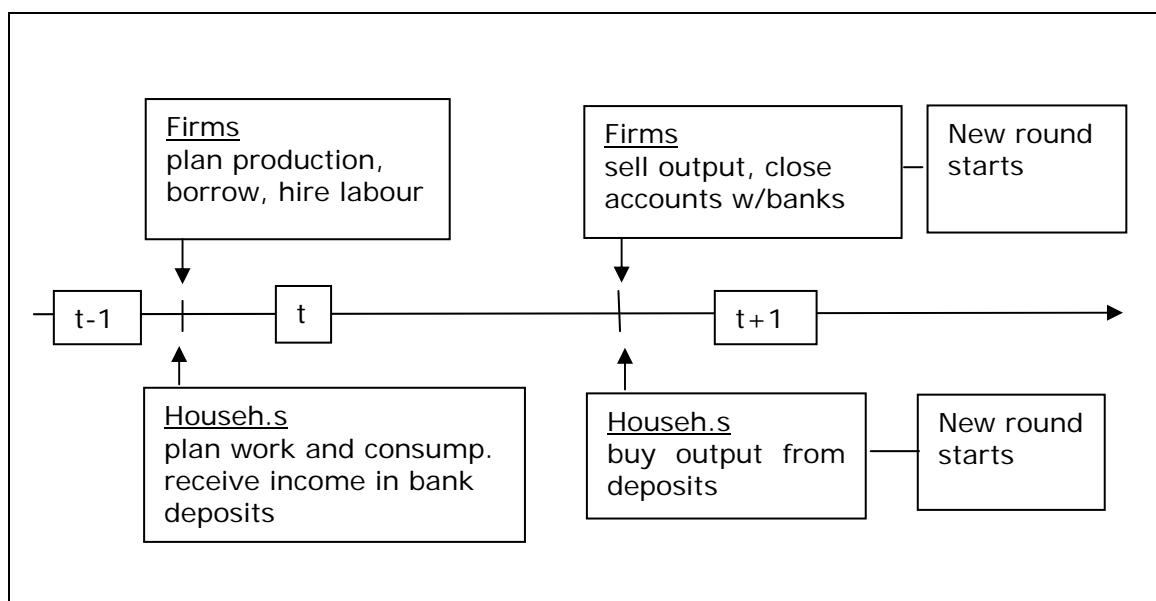 Firms
plan production,
borrow, hire labour
Firms
sell output, close
accounts w/banks
New round
starts
t-1
t
t+1
Househ.s
plan work and consump.
receive income in bank
deposits
Househ.s
buy output from
deposits
New round
starts